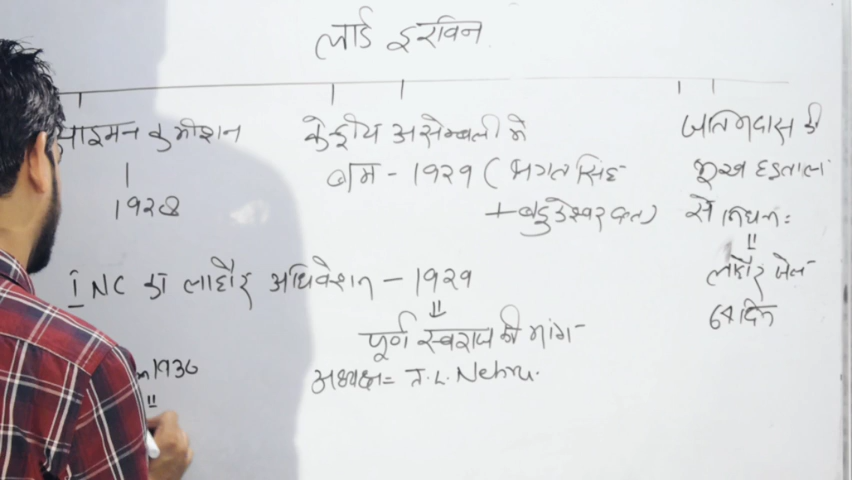 लार्ड इरविन
साइमन कमीशन
1928
केंद्रीय असेम्बली में
बम - 1929 ( भगत सिंह
+ बटुकेश्वर दत्त)
जतिनदास की
भूख हड़ताल
से निधन =
लाहौर जेल
64 दिन
INC का लाहौर अधिवेशन - 1929
पूर्ण स्वराज की मांग
अध्यक्ष = J. L. Nehru.
1930